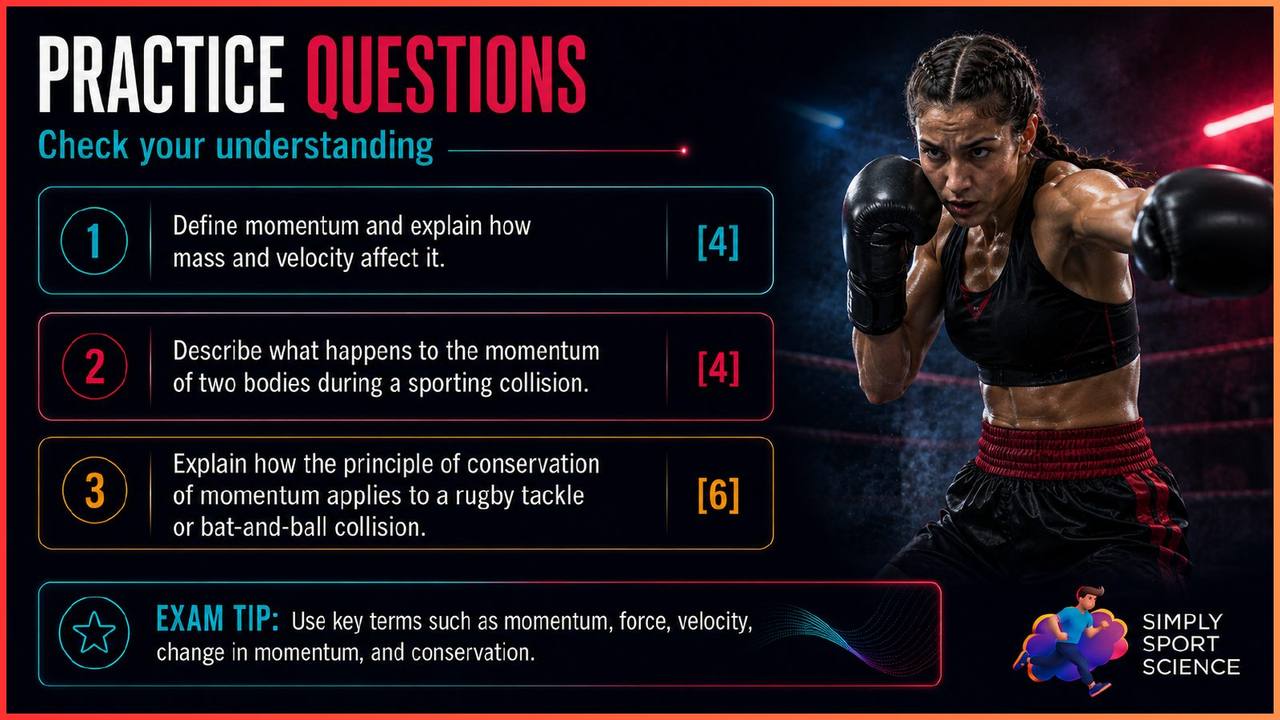 PRACTICE QUESTIONS
Check your understanding
1
Define momentum and explain how
mass and velocity affect it.
[4]
2
Describe what happens to the momentum
of two bodies during a sporting collision.
[4]
3
Explain how the principle of conservation
of momentum applies to a rugby tackle
or bat-and-ball collision.
[6]
EXAM TIP: Use key terms such as momentum, force, velocity,
change in momentum, and conservation.
SIMPLY
SPORT
SCIENCE